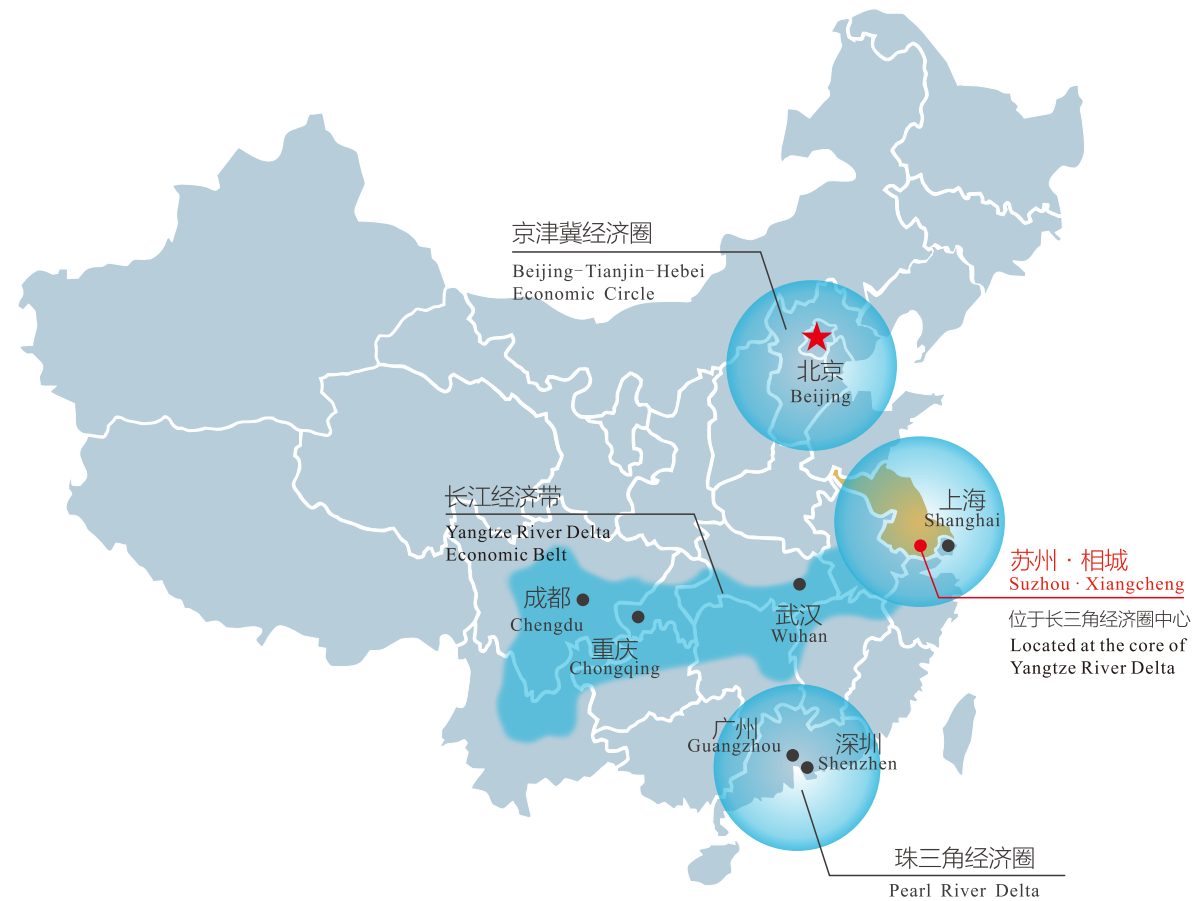 京津冀经济圈
Beijing-Tianjin-Hebei
Economic Circle
北京
Beijing
长江经济带
Yangtze River Delta
Economic Belt
上海
Shanghai
苏州·相城
Suzhou·Xiangcheng
位于长三角经济圈中心
Located at the core of
Yangtze River Delta
成都
Chengdu
重庆
Chongqing
武汉
Wuhan
广州
Guangzhou
深圳
Shenzhen
珠三角经济圈
Pearl River Delta